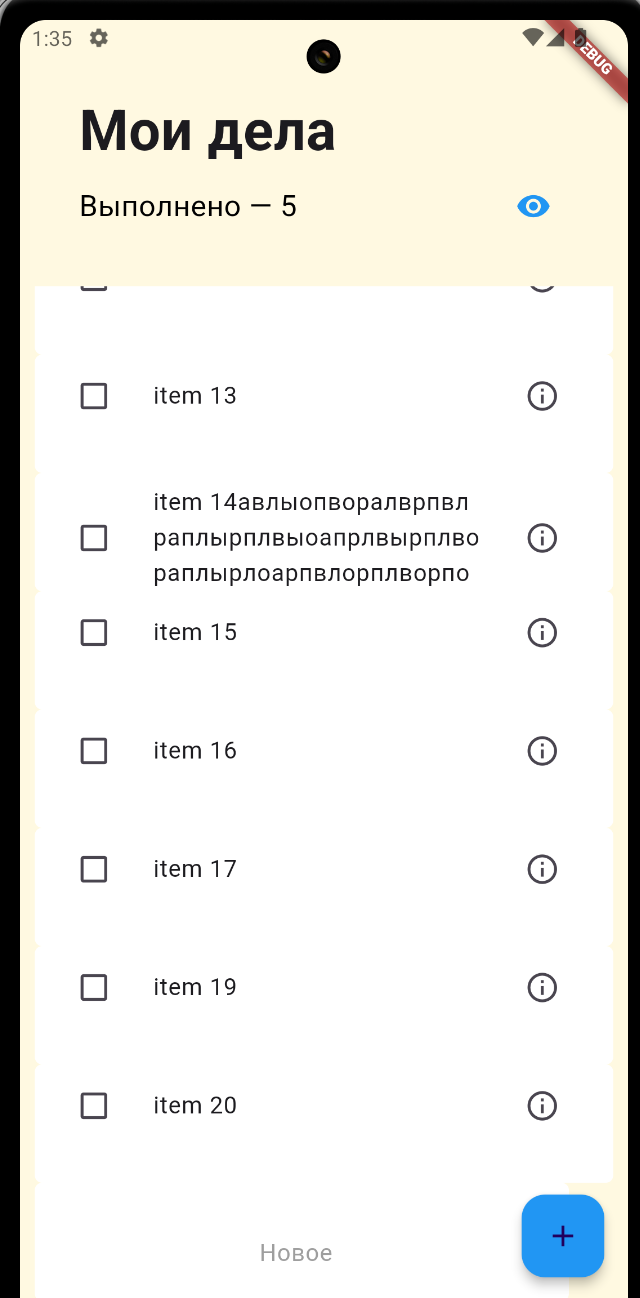 1:35
DEBUG
Мои дела
Выполнено — 5
item 13
item 14авлыопворалврпвл
раплырплвыоапрлвырплво
раплырлоарпвлорплворпо
item 15
item 16
item 17
item 19
item 20
Новое